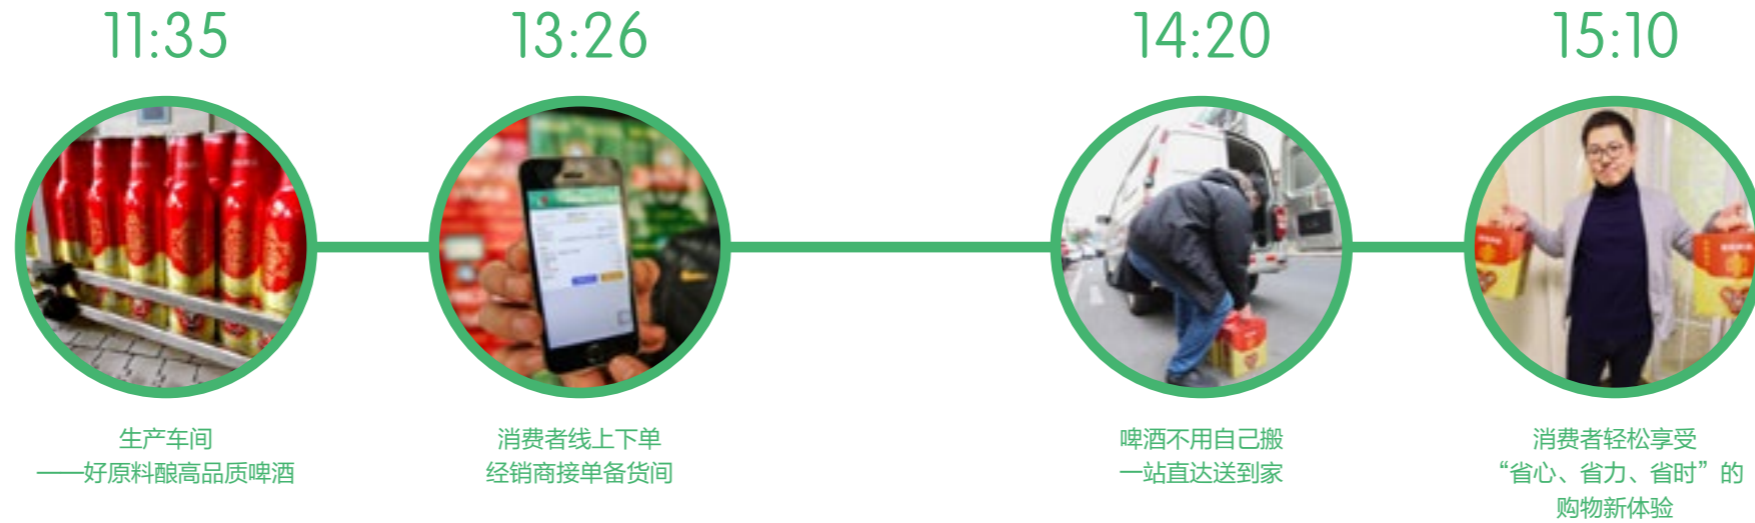 11:35
13:26
14:20
15:10
生产车间
——好原料酿高品质啤酒
消费者线上下单
经销商接单备货间
啤酒不用自己搬
一站直达送到家
消费者轻松享受
“省心、省力、省时”的
购物新体验